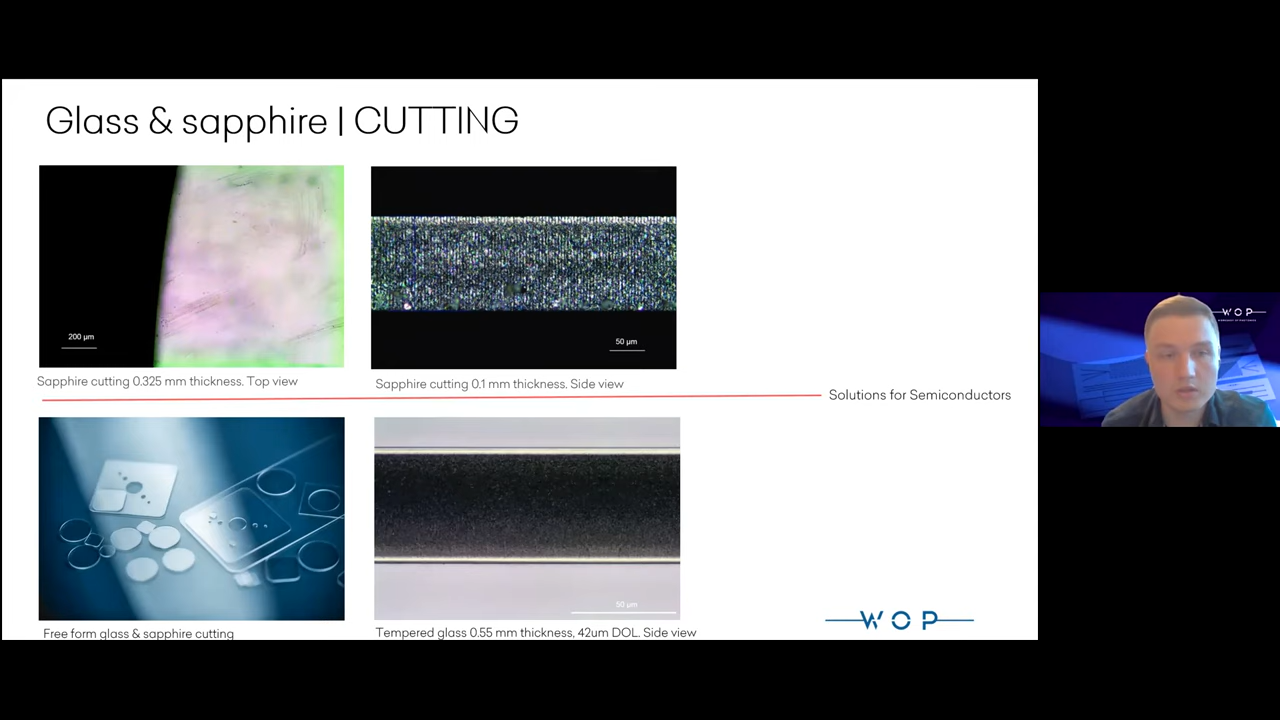 Glass & sapphire | CUTTING
200 µm
50 µm
Sapphire cutting 0.325 mm thickness. Top view
Sapphire cutting 0.1 mm thickness. Side view
Solutions for Semiconductors
50 µm
Free form glass & sapphire cutting
Tempered glass 0.55 mm thickness, 42um DOL. Side view
WOP
WOP